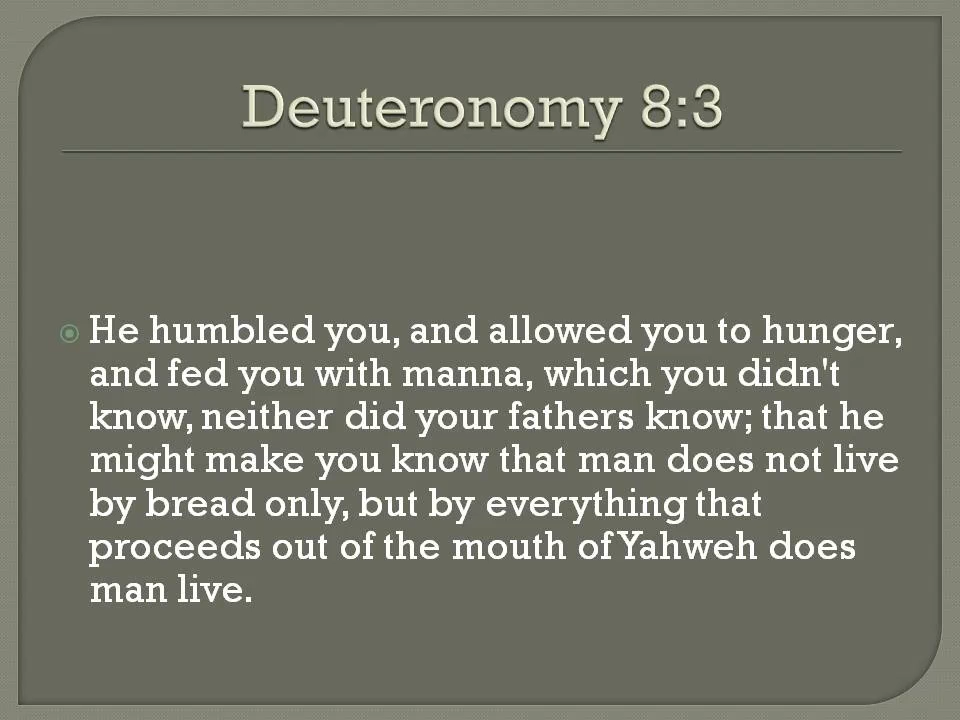 Deuteronomy 8:3
He humbled you, and allowed you to hunger,
and fed you with manna, which you didn't
know, neither did your fathers know; that he
might make you know that man does not live
by bread only, but by everything that
proceeds out of the mouth of Yahweh does
man live.